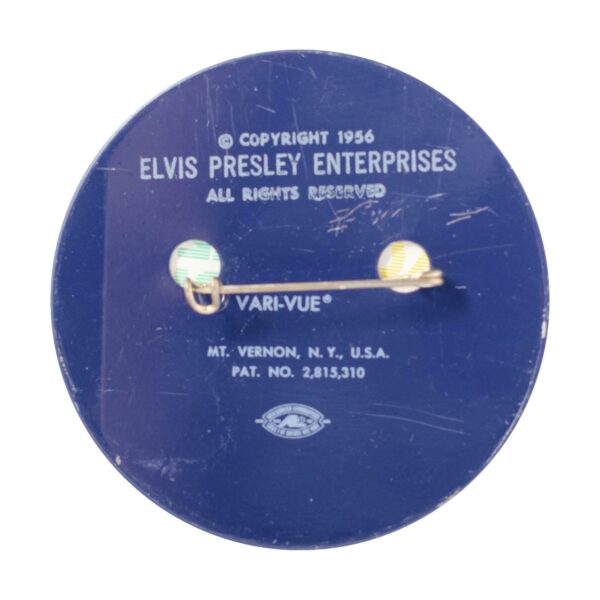 © COPYRIGHT 1956
ELVIS PRESLEY ENTERPRISES
ALL RIGHTS RESERVED
VARI-VUE®
MT. VERNON, N. Y., U.S.A.
PAT. NO. 2,815,310